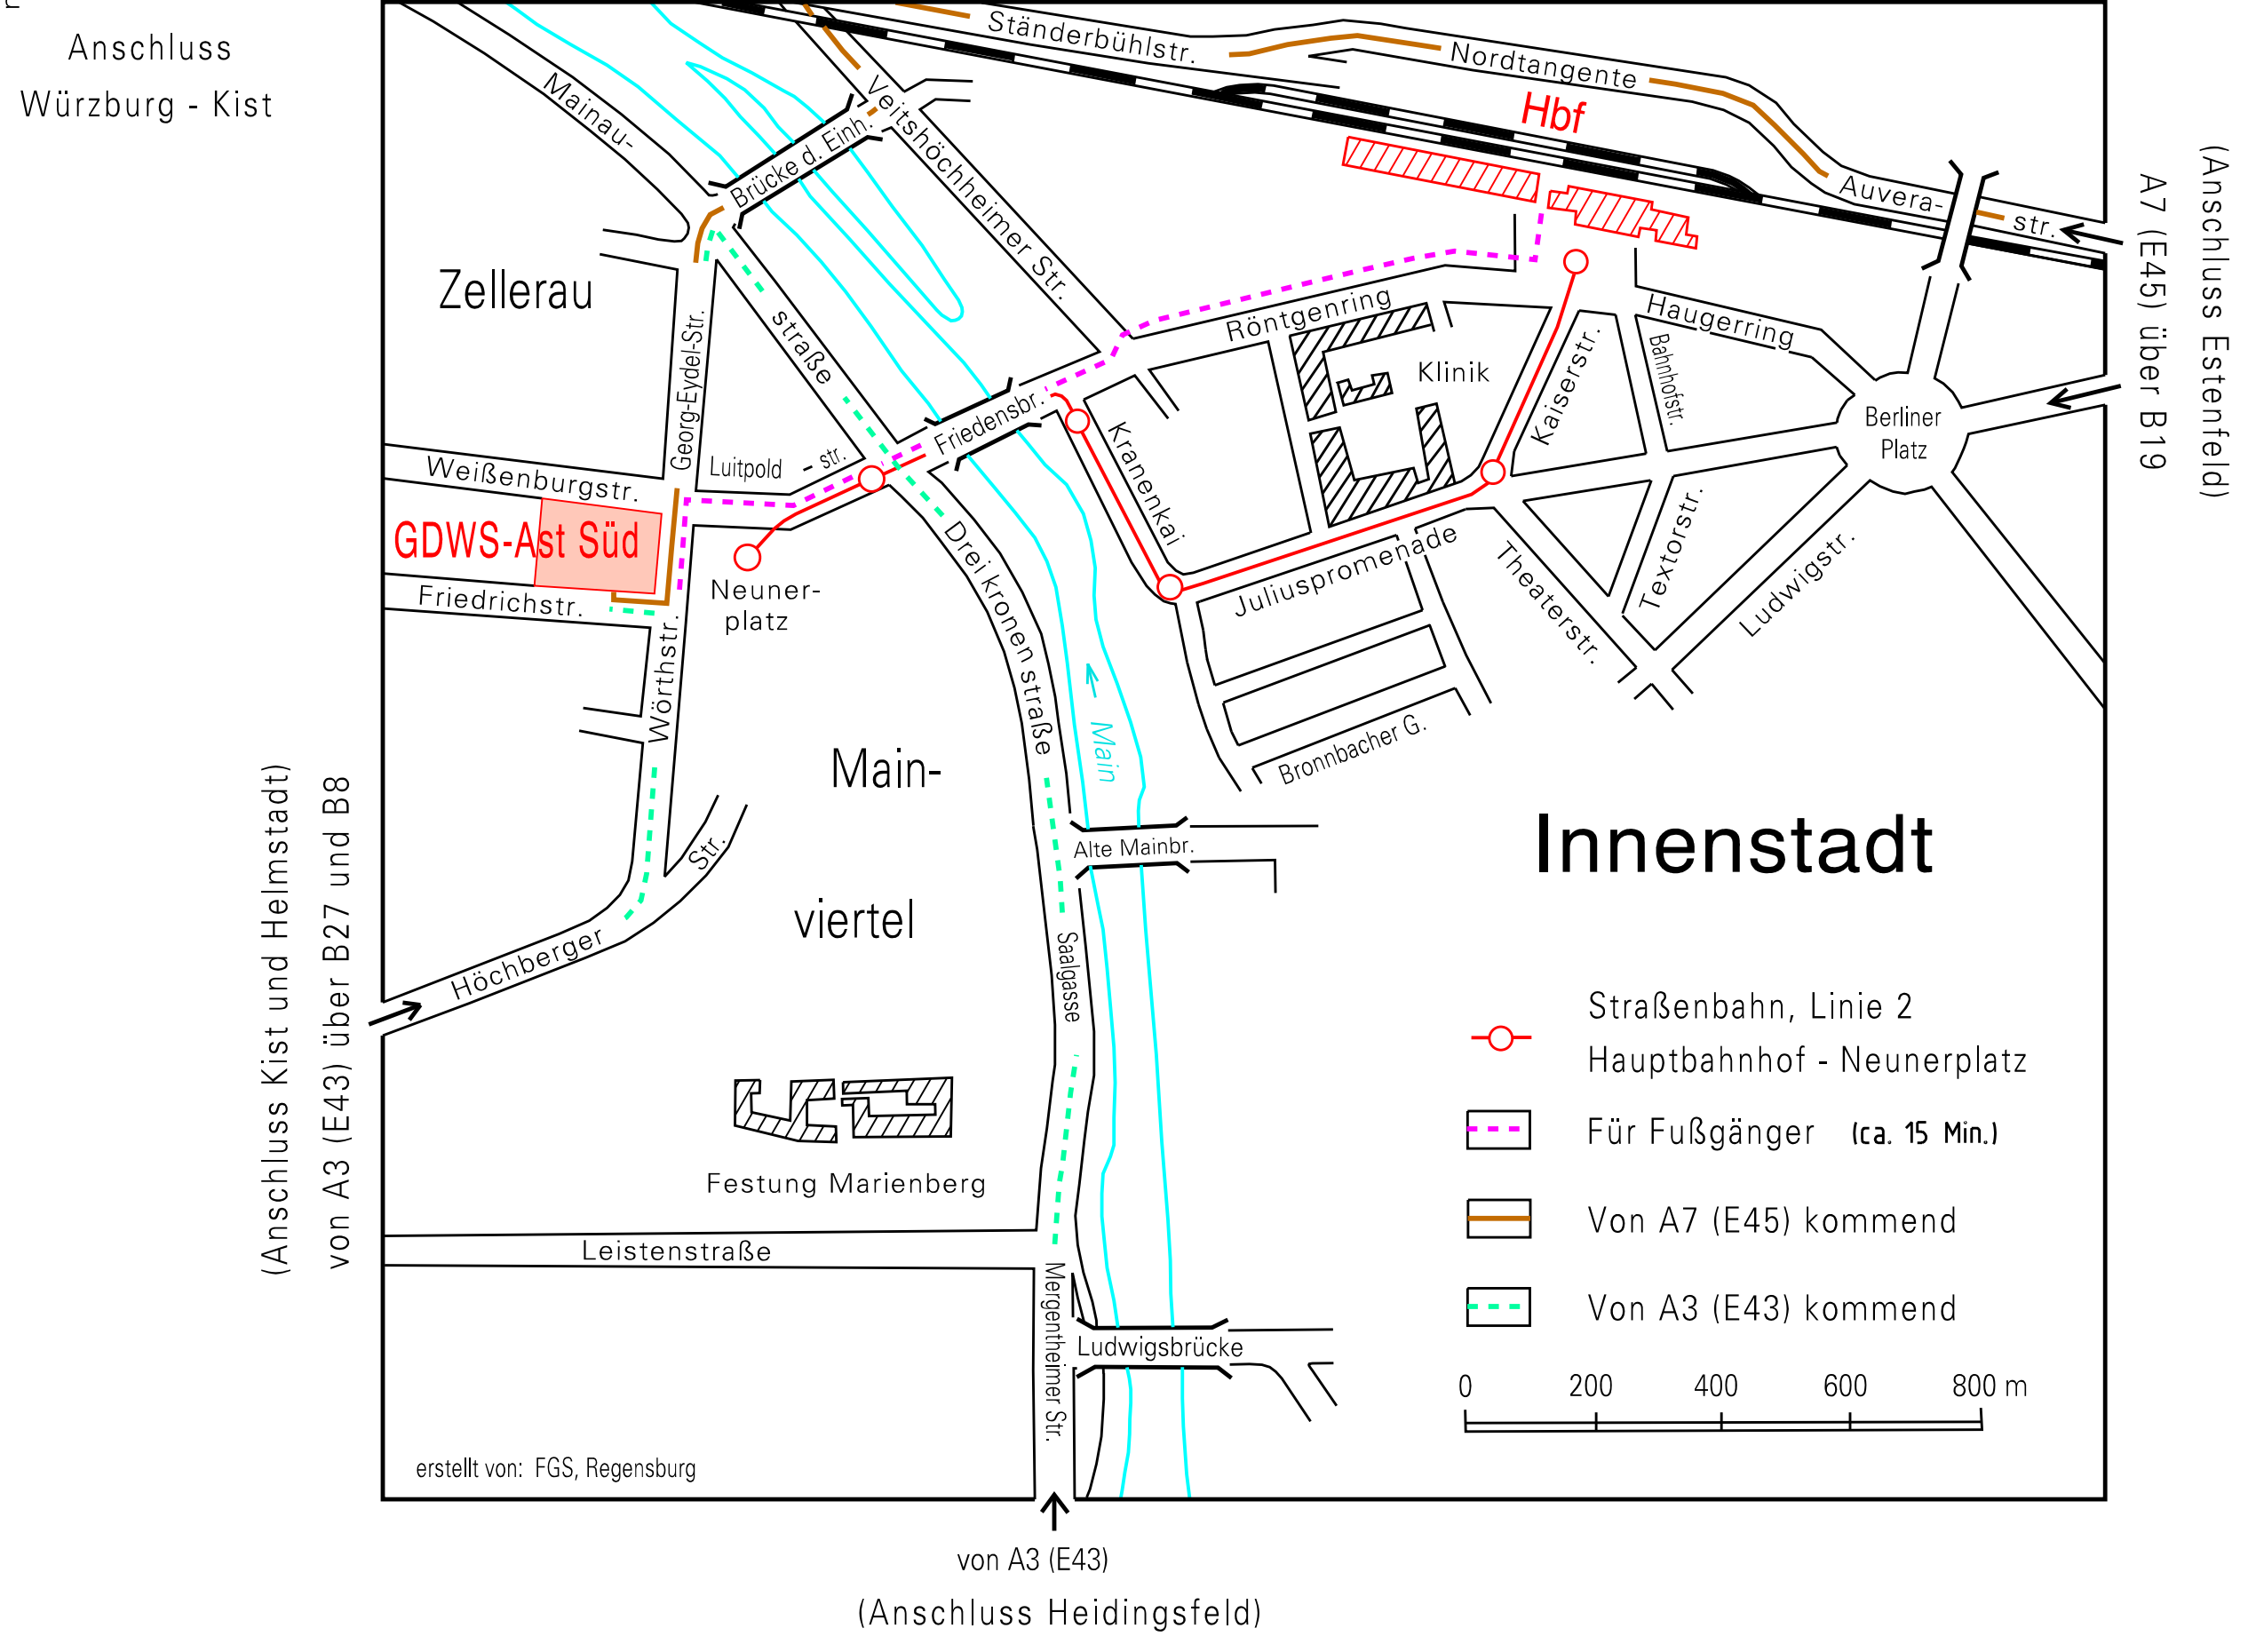 Anschluss
Würzburg - Kist
Ständerbühlstr.
Nordtangente
Hbf
Auvera-
str.
(Anschluss Estenfeld)
A7 (E45) über B19
Mainau-
straße
Brücke d. Einh.
Veitshöchheimer Str.
Zellerau
Georg-Eydel-Str.
Röntgenring
Klinik
Kaiserstr.
Bahnhofstr.
Haugerring
Berliner
Platz
Friedensbr.
Kranenkai
Luitpold - str.
Weißenburgstr.
GDWS-Ast Süd
Friedrichstr.
Neuner-
platz
Wörthstr.
Drei kronen straße
Juliuspromenade
Theaterstr.
Textorstr.
Ludwigstr.
Main
Bronnbacher G.
Main-
viertel
Alte Mainbr.
Innenstadt
Str.
Höchberger
Saalgasse
(Anschluss Kist und Helmstadt)
von A3 (E43) über B27 und B8
Festung Marienberg
Leistenstraße
Mergentheimer Str.
Ludwigsbrücke
Straßenbahn, Linie 2
Hauptbahnhof - Neunerplatz
Für Fußgänger (ca. 15 Min.)
Von A7 (E45) kommend
Von A3 (E43) kommend
0 200 400 600 800 m
erstellt von: FGS, Regensburg
von A3 (E43)
(Anschluss Heidingsfeld)